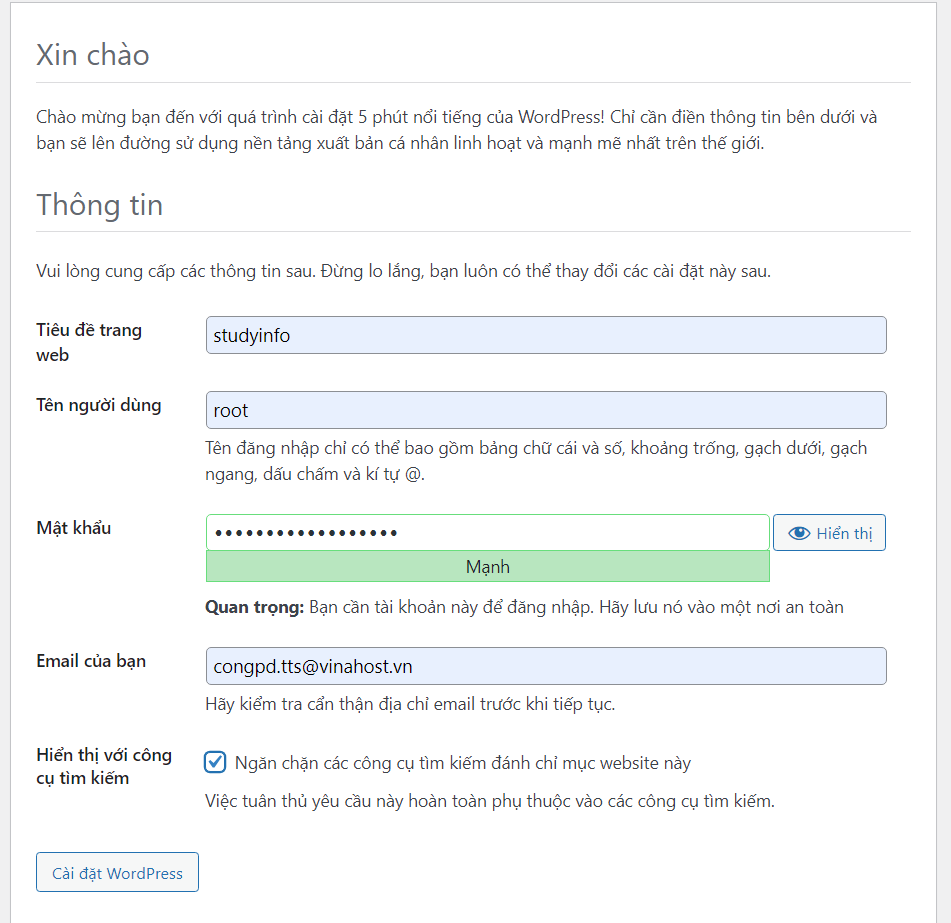 Xin chào
Chào mừng bạn đến với quá trình cài đặt 5 phút nổi tiếng của WordPress! Chỉ cần điền thông tin bên dưới và
bạn sẽ lên đường sử dụng nền tảng xuất bản cá nhân linh hoạt và mạnh mẽ nhất trên thế giới.
Thông tin
Vui lòng cung cấp các thông tin sau. Đừng lo lắng, bạn luôn có thể thay đổi các cài đặt này sau.
Tiêu đề trang
web
studyinfo
Tên người dùng
root
Tên đăng nhập chỉ có thể bao gồm bảng chữ cái và số, khoảng trống, gạch dưới, gạch
ngang, dấu chấm và kí tự @.
Mật khẩu
••••••••••••••••••
Hiển thị
Mạnh
Quan trọng: Bạn cần tài khoản này để đăng nhập. Hãy lưu nó vào một nơi an toàn
Email của bạn
congpd.tts@vinahost.vn
Hãy kiểm tra cẩn thận địa chỉ email trước khi tiếp tục.
Hiển thị với công
cụ tìm kiếm
Ngăn chặn các công cụ tìm kiếm đánh chỉ mục website này
Việc tuân thủ yêu cầu này hoàn toàn phụ thuộc vào các công cụ tìm kiếm.
Cài đặt WordPress